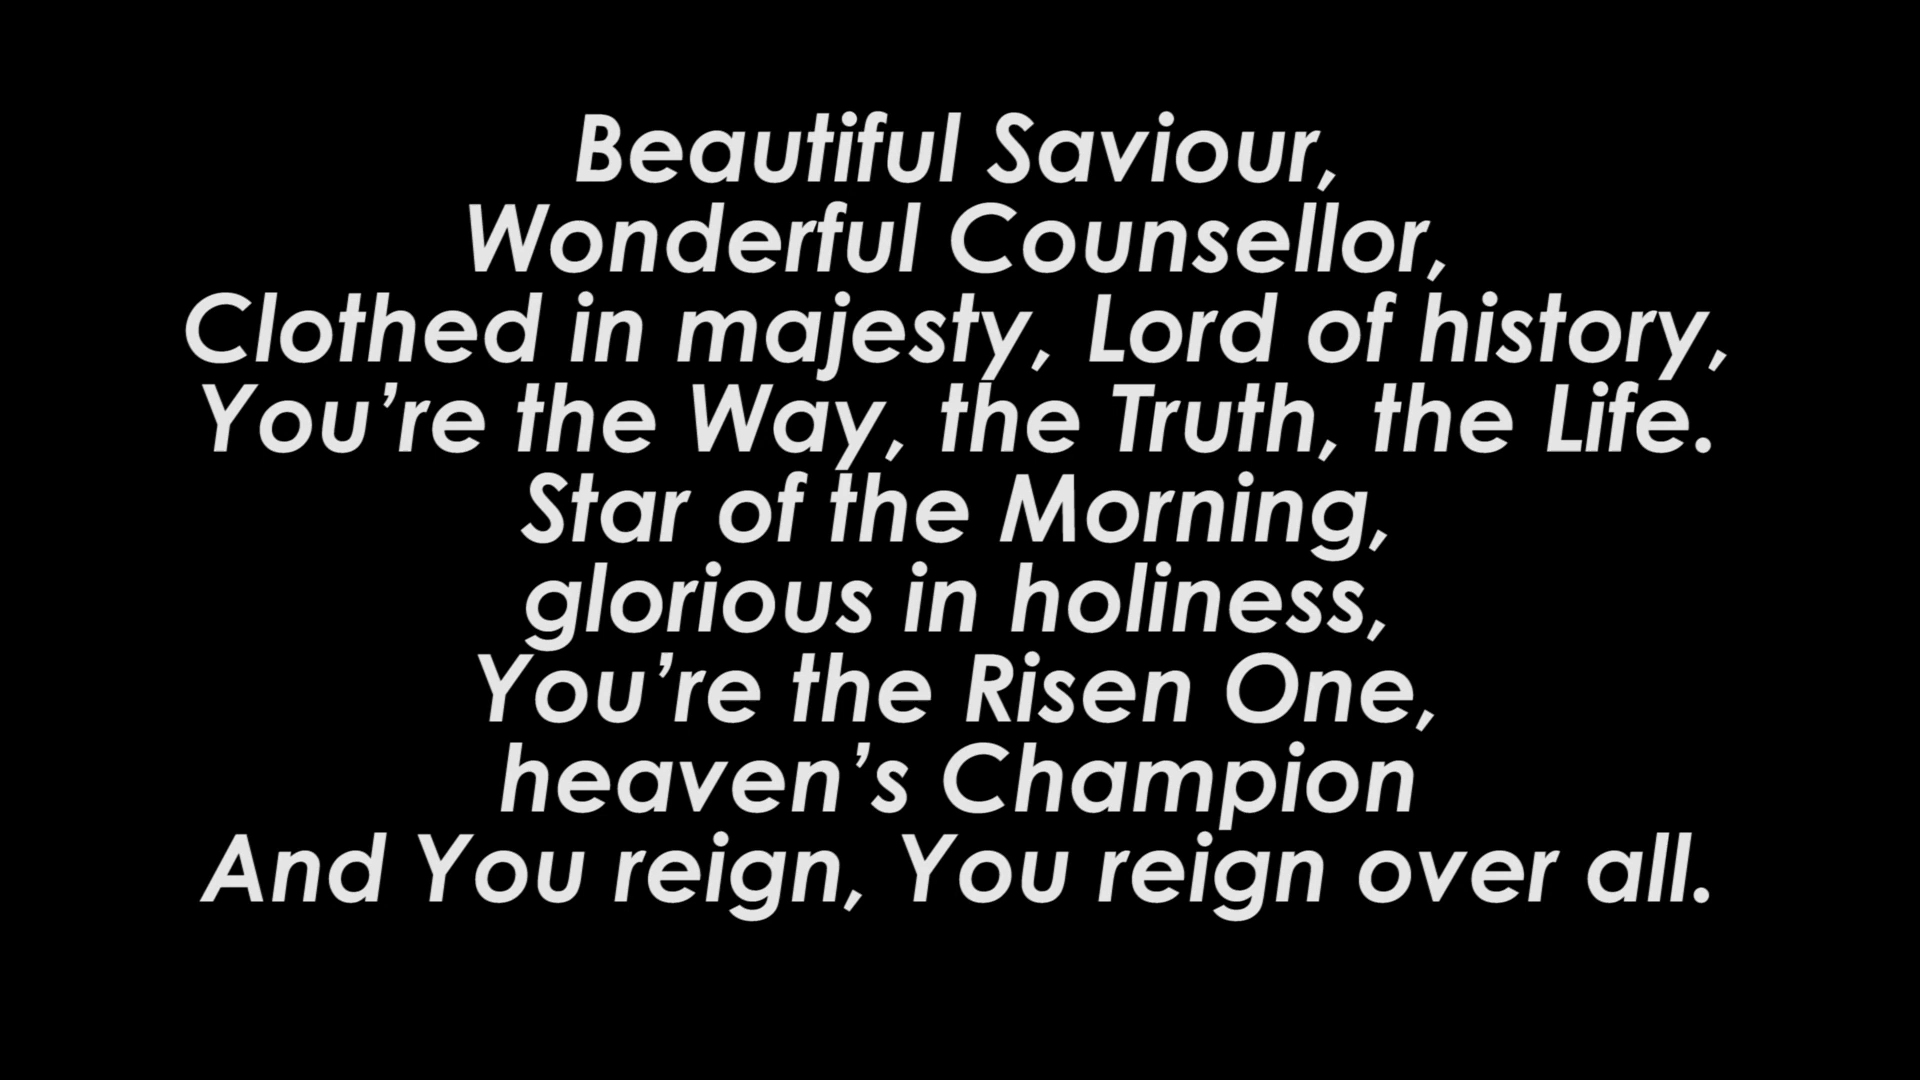 Beautiful Saviour,
Wonderful Counsellor,
Clothed in majesty, Lord of history,
You’re the Way, the Truth, the Life.
Star of the Morning,
glorious in holiness,
You’re the Risen One,
heaven’s Champion
And You reign, You reign over all.